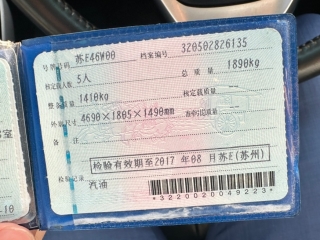 号牌号码 苏E46W00 档案编号 320502826135
核定载人数 5人 总质量 1890kg
整备质量 1410kg 核定载质量
外廓尺寸 4690×1805×1490mm 准牵引总质量
备注
检验有效期至2017年08月苏E(苏州)
检验记录 汽油
*3220020049223*